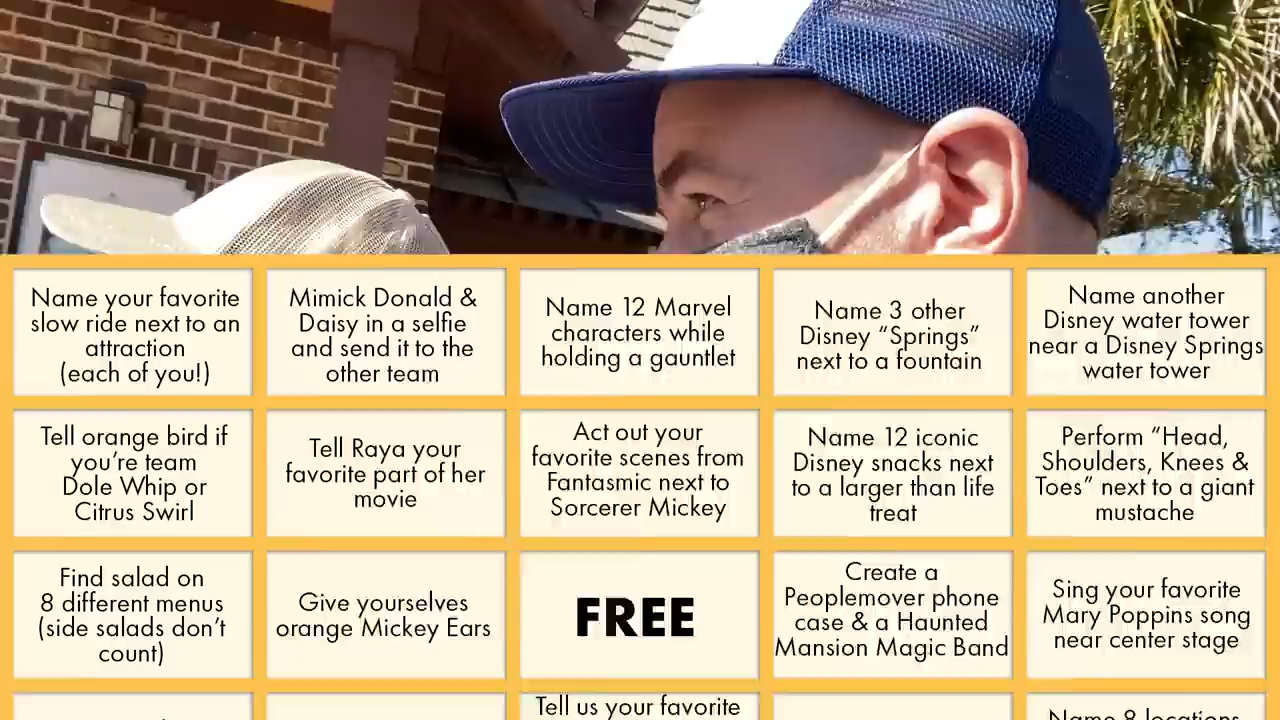 Name your favorite
slow ride next to an
attraction
(each of you!)
Mimick Donald &
Daisy in a selfie
and send it to the
other team
Name 12 Marvel
characters while
holding a gauntlet
Name 3 other
Disney “Springs”
next to a fountain
Name another
Disney water tower
near a Disney Springs
water tower
Tell orange bird if
you’re team
Dole Whip or
Citrus Swirl
Tell Raya your
favorite part of her
movie
Act out your
favorite scenes from
Fantasmic next to
Sorcerer Mickey
Name 12 iconic
Disney snacks next
to a larger than life
treat
Perform “Head,
Shoulders, Knees &
Toes” next to a giant
mustache
Find salad on
8 different menus
(side salads don’t
count)
Give yourselves
orange Mickey Ears
FREE
Create a
Peoplemover phone
case & a Haunted
Mansion Magic Band
Sing your favorite
Mary Poppins song
near center stage
Tell us your favorite
Name 8 locations